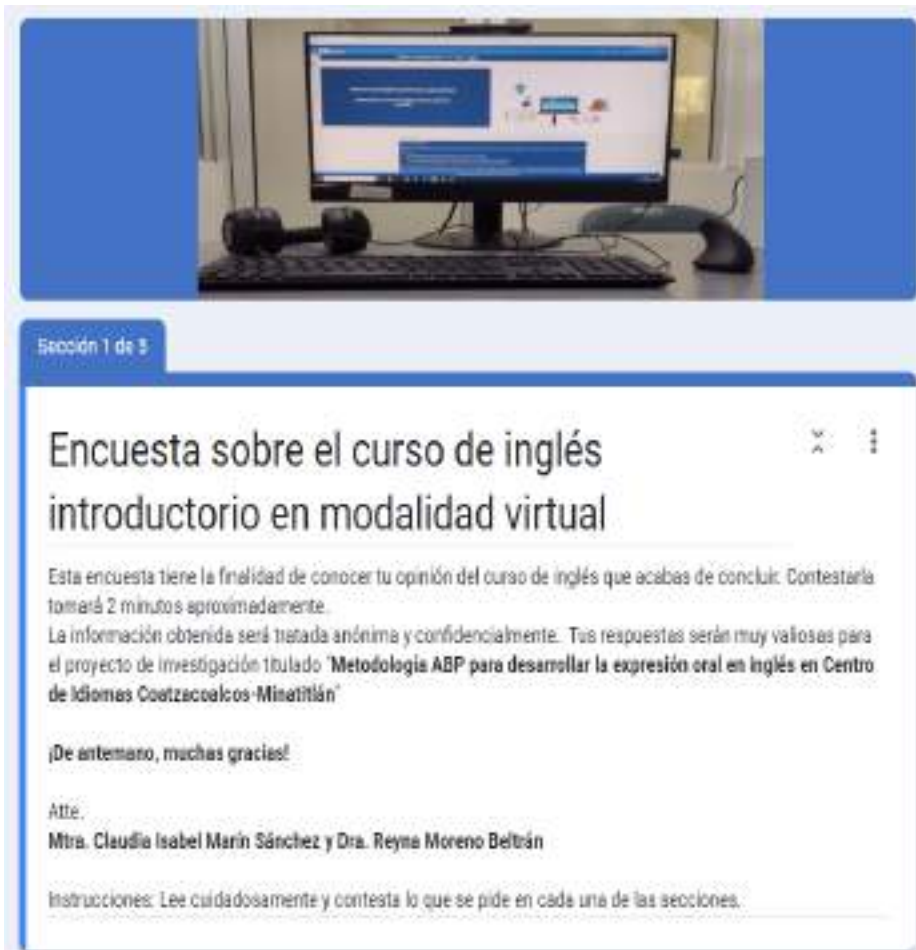 Sección 1 de 3
Encuesta sobre el curso de inglés
introductorio en modalidad virtual
Esta encuesta tiene la finalidad de conocer tu opinión del curso de inglés que acabas de concluir. Contestarla
tomará 2 minutos aproximadamente.
La información obtenida será tratada anónima y confidencialmente. Tus respuestas serán muy valiosas para
el proyecto de investigación titulado "Metodología ABP para desarrollar la expresión oral en inglés en Centro
de Idiomas Coatzacoalcos-Minatitlán"
¡De antemano, muchas gracias!
Atte.
Mtra. Claudia Isabel Marín Sánchez y Dra. Reyna Moreno Beltrán
Instrucciones: Lee cuidadosamente y contesta lo que se pide en cada una de las secciones.